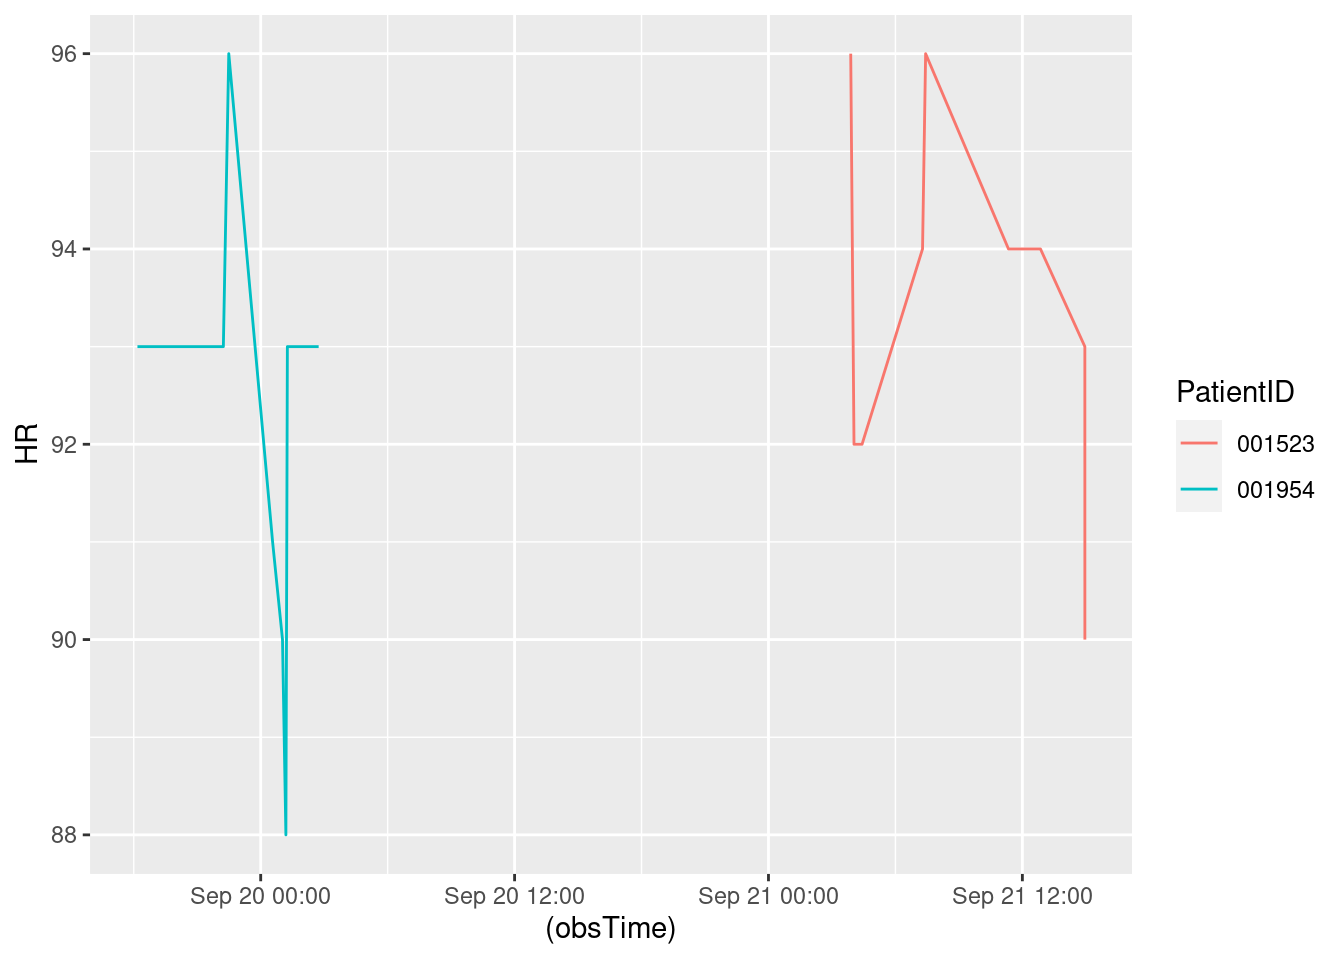 96
94
92
90
88
HR
Sep 20 00:00
Sep 20 12:00
Sep 21 00:00
Sep 21 12:00
(obsTime)
PatientID
001523
001954